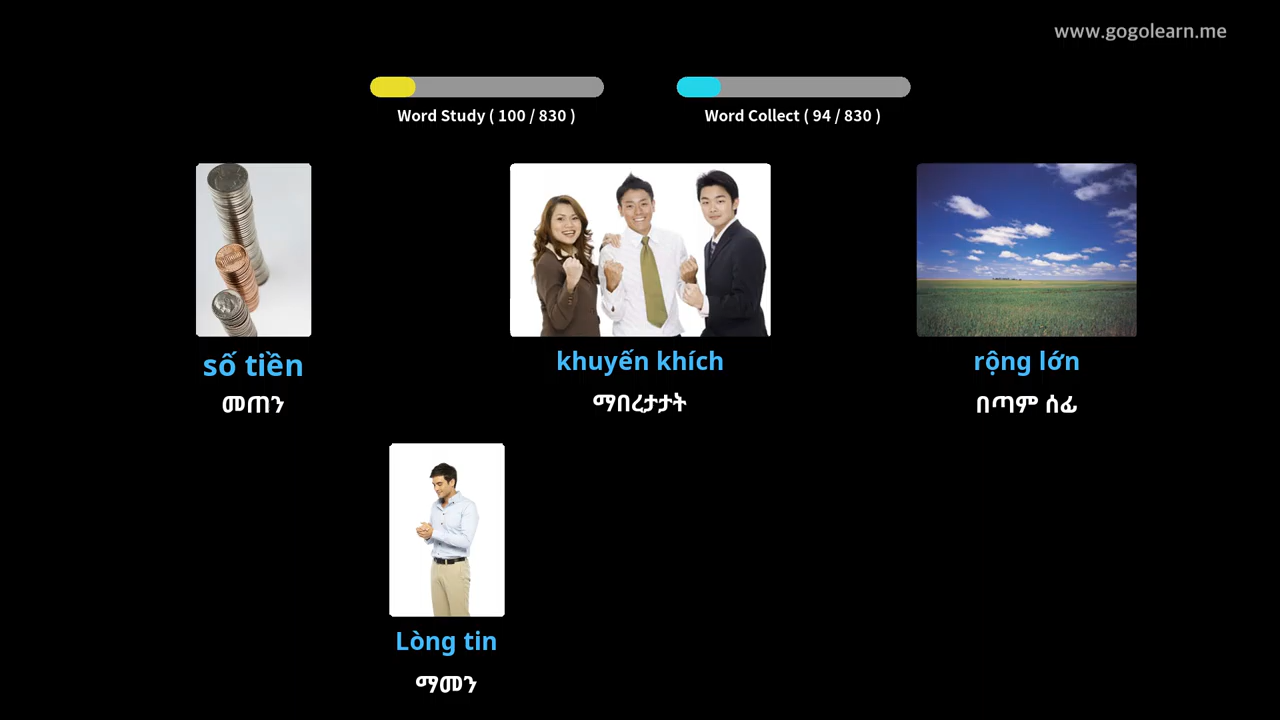 www.gogolearn.me
Word Study ( 100 / 830 )
Word Collect ( 94 / 830 )
số tiền
khuyến khích
rộng lớn
መጠን
ማበረታታት
በጣም ሰፊ
Lòng tin
ማመን